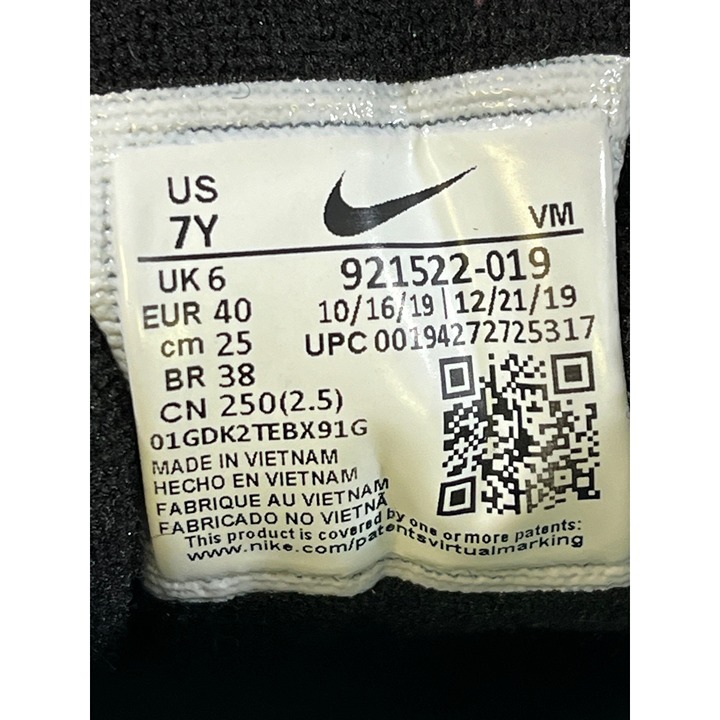 US
7Y
VM
UK 6
921522-019
EUR 40
10/16/19 | 12/21/19
cm 25
UPC 00194272725317
BR 38
CN 250(2.5)
01GDK2TEBX91G
MADE IN VIETNAM
HECHO EN VIETNAM
FABRIQUE AU VIETNAM
FABRICADO NO VIETNÃ
This product is covered by one or more patents:
www.nike.com/patentsvirtualmarking